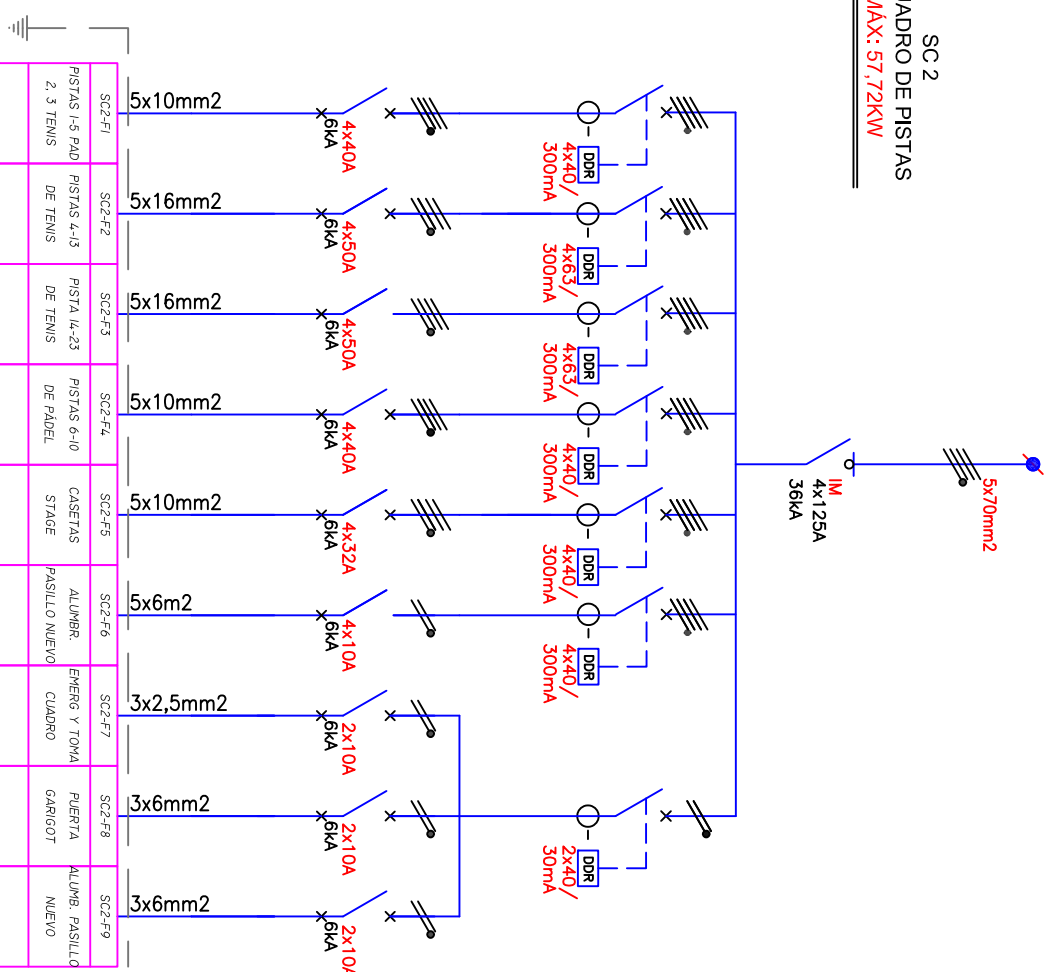 SC 2
UADRO DE PISTAS
MÁX: 57,72KW
5x70mm2
IM
4x125A
36kA
DDR
4x40/
300mA
DDR
4x63/
300mA
DDR
4x63/
300mA
DDR
4x40/
300mA
DDR
4x40/
300mA
DDR
4x40/
300mA
DDR
2x40/
30mA
4x40A
6kA
4x50A
6kA
4x50A
6kA
4x40A
6kA
4x32A
6kA
4x10A
6kA
2x10A
6kA
2x10A
6kA
2x10A
6kA
5x10mm2
5x16mm2
5x16mm2
5x10mm2
5x10mm2
5x6m2
3x2,5mm2
3x6mm2
3x6mm2
SC2-F1
PISTAS 1-5 PAD
2, 3 TENIS
SC2-F2
PISTAS 4-13
DE TENIS
SC2-F3
PISTA 14-23
DE TENIS
SC2-F4
PISTAS 6-10
DE PÁDEL
SC2-F5
CASETAS
STAGE
SC2-F6
ALUMBR.
PASILLO NUEVO
SC2-F7
EMERG Y TOMA
CUADRO
SC2-F8
PUERTA
GARIGOT
SC2-F9
ALUMB. PASILLO
NUEVO